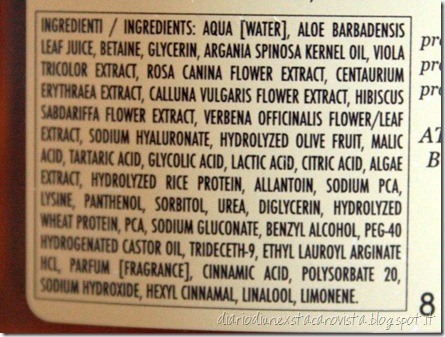 INGREDIENTI / INGREDIENTS: AQUA [WATER], ALOE BARBADENSIS
LEAF JUICE, BETAINE, GLYCERIN, ARGANIA SPINOSA KERNEL OIL, VIOLA
TRICOLOR EXTRACT, ROSA CANINA FLOWER EXTRACT, CENTAURIUM
ERYTHRAEA EXTRACT, CALLUNA VULGARIS FLOWER EXTRACT, HIBISCUS
SABDARIFFA FLOWER EXTRACT, VERBENA OFFICINALIS FLOWER/LEAF
EXTRACT, SODIUM HYALURONATE, HYDROLYZED OLIVE FRUIT, MALIC
ACID, TARTARIC ACID, GLYCOLIC ACID, LACTIC ACID, CITRIC ACID, ALGAE
EXTRACT, HYDROLYZED RICE PROTEIN, ALLANTOIN, SODIUM PCA,
LYSINE, PANTHENOL, SORBITOL, UREA, DIGLYCERIN, HYDROLYZED
WHEAT PROTEIN, PCA, SODIUM GLUCONATE, BENZYL ALCOHOL, PEG-40
HYDROGENATED CASTOR OIL, TRIDECETH-9, ETHYL LAUROYL ARGINATE
HCL, PARFUM [FRAGRANCE], CINNAMIC ACID, POLYSORBATE 20,
SODIUM HYDROXIDE, HEXYL CINNAMAL, LINALOOL, LIMONENE.
pre
pro
pro
A1
B
8
diariodiunexstacanovista.blogspot.it